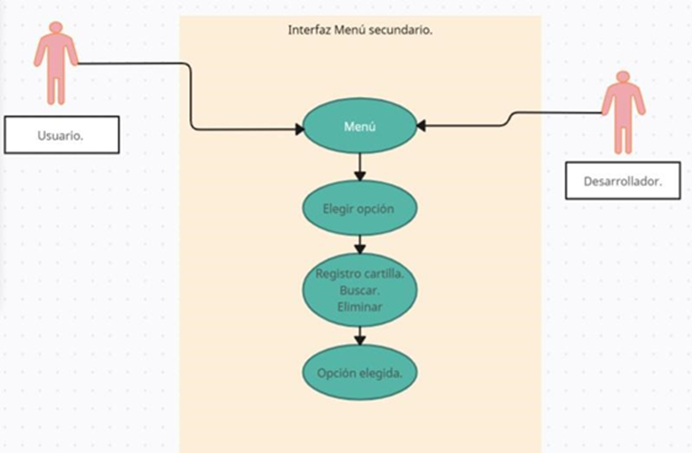 Interfaz Menú secundario.
Usuario.
Menú
Desarrollador.
Elegir opción
Registro cartilla.
Buscar.
Eliminar
Opción elegida.